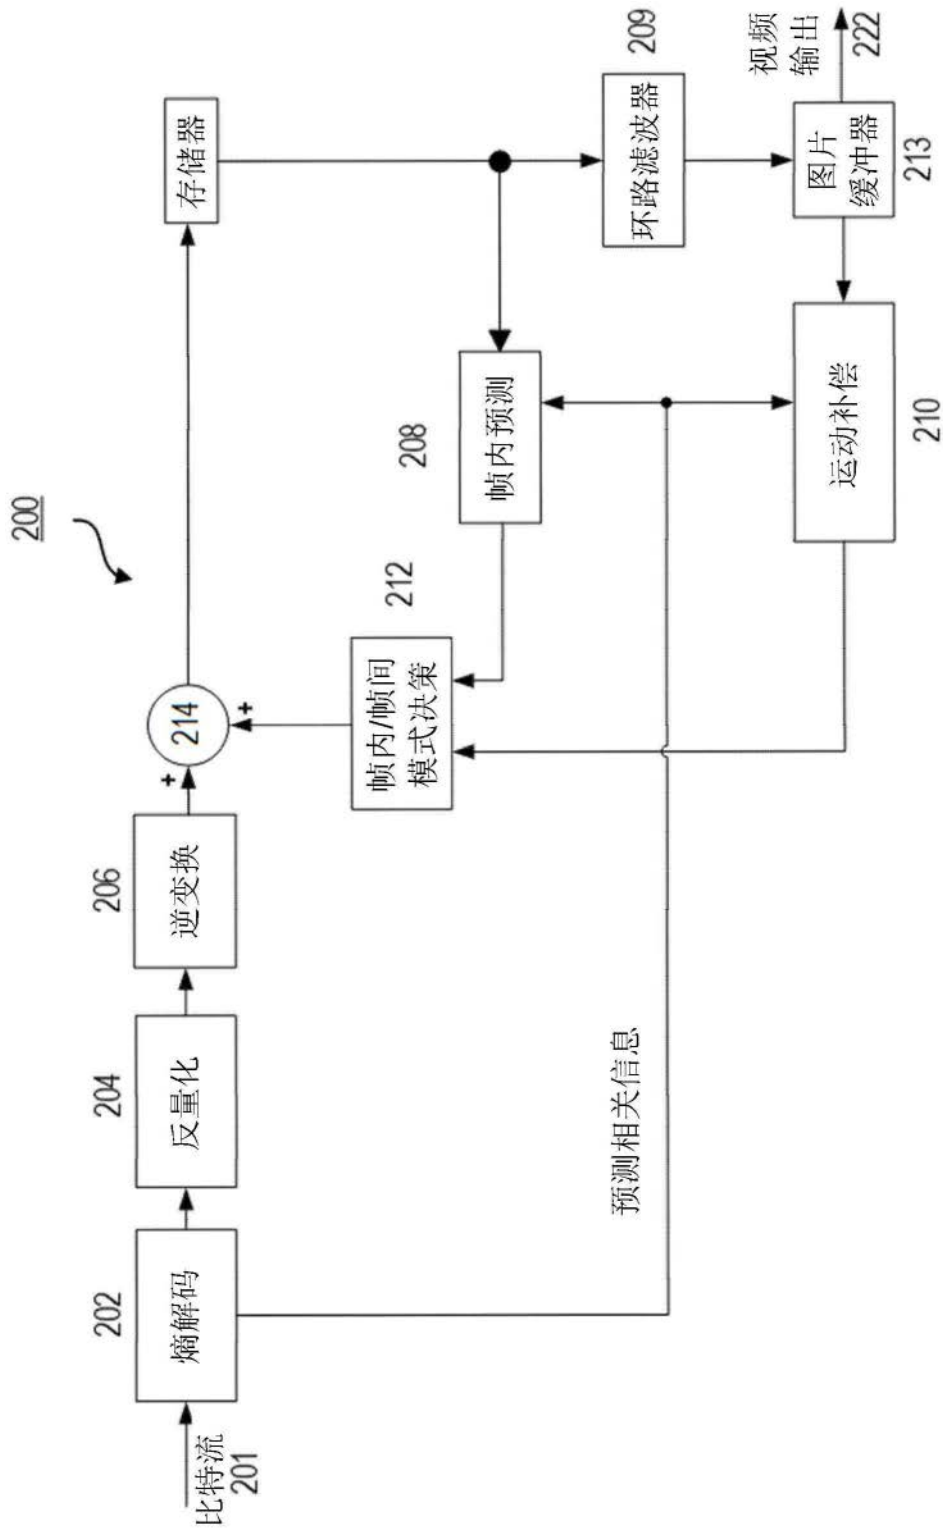 200
比特流
201
202
熵解码
204
反量化
206
逆变换
+
214
+
存储器
帧内/帧间
模式决策
212
208
帧内预测
209
环路滤波器
视频
输出
222
图片
缓冲器
213
运动补偿
210
预测相关信息